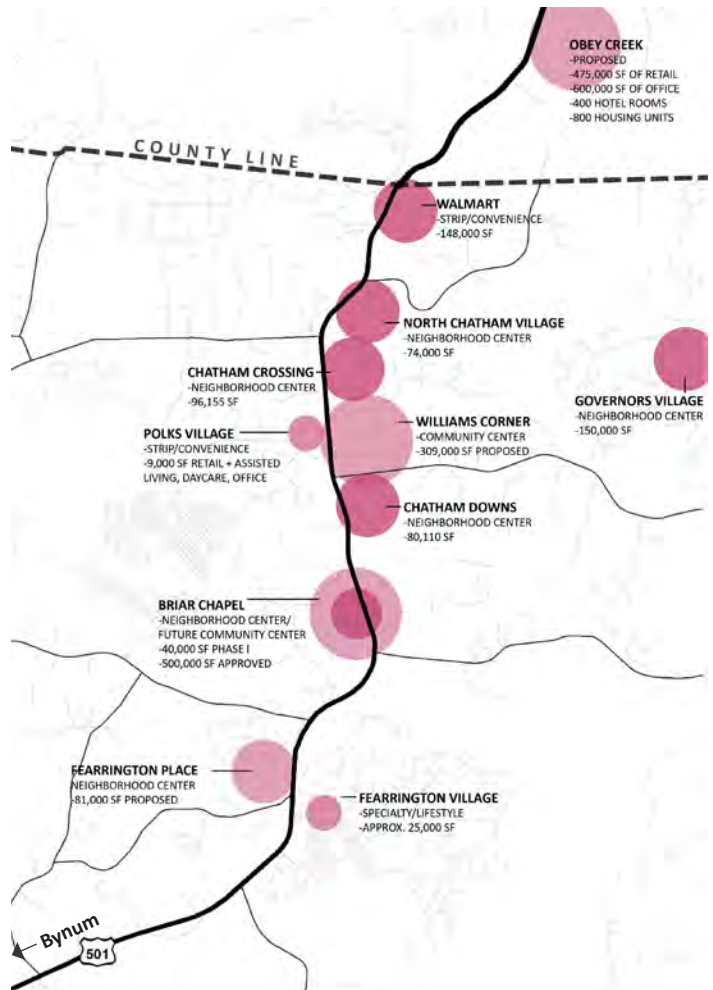 OBEY CREEK
-PROPOSED
-475,000 SF OF RETAIL
-600,000 SF OF OFFICE
-400 HOTEL ROOMS
-800 HOUSING UNITS
COUNTY LINE
WALMART
-STRIP/CONVENIENCE
-148,000 SF
NORTH CHATHAM VILLAGE
-NEIGHBORHOOD CENTER
-74,000 SF
CHATHAM CROSSING
-NEIGHBORHOOD CENTER
-96,155 SF
GOVERNORS VILLAGE
-NEIGHBORHOOD CENTER
-150,000 SF
WILLIAMS CORNER
-COMMUNITY CENTER
-309,000 SF PROPOSED
POLKS VILLAGE
-STRIP/CONVENIENCE
-9,000 SF RETAIL + ASSISTED
LIVING, DAYCARE, OFFICE
CHATHAM DOWNS
-NEIGHBORHOOD CENTER
-80,110 SF
BRIAR CHAPEL
-NEIGHBORHOOD CENTER/
FUTURE COMMUNITY CENTER
-40,000 SF PHASE I
-500,000 SF APPROVED
FEARRINGTON PLACE
NEIGHBORHOOD CENTER
-81,000 SF PROPOSED
FEARRINGTON VILLAGE
-SPECIALTY/LIFESTYLE
-APPROX. 25,000 SF
Bynum
501